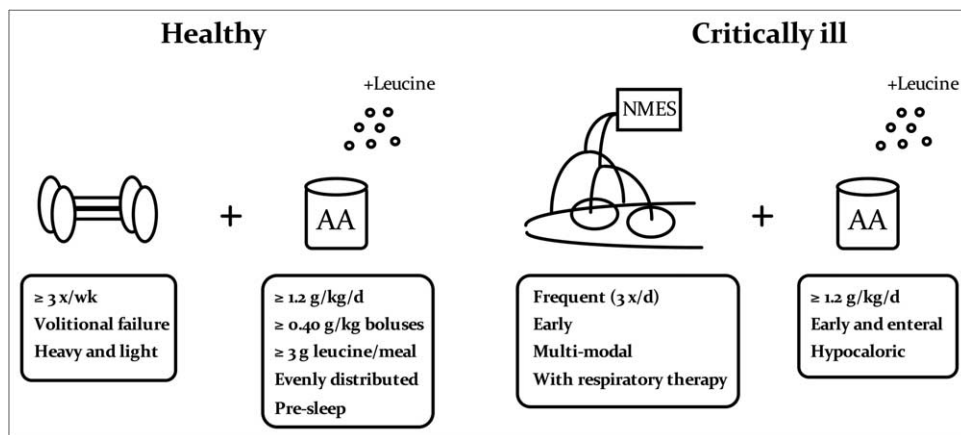 Healthy
+Leucine
AA
+
≥ 3 x/wk
Volitional failure
Heavy and light
≥ 1.2 g/kg/d
≥ 0.40 g/kg boluses
≥ 3 g leucine/meal
Evenly distributed
Pre-sleep
Critically ill
NMES
+Leucine
+
AA
Frequent (3 x/d)
Early
Multi-modal
With respiratory therapy
≥ 1.2 g/kg/d
Early and enteral
Hypocaloric